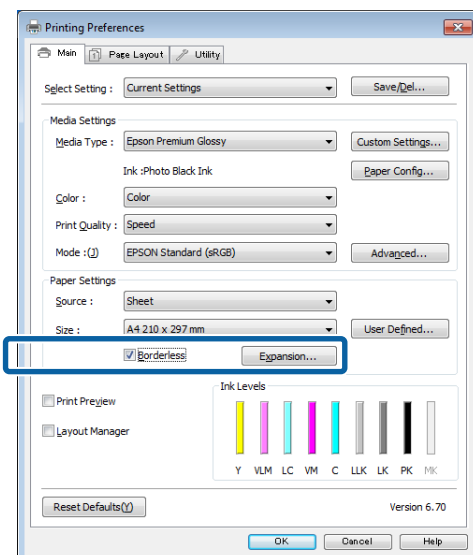 Printing Preferences
Main Page Layout Utility
Select Setting : Current Settings Save/Del...
Media Settings
Media Type : Epson Premium Glossy Custom Settings...
Ink :Photo Black Ink Paper Config...
Color : Color
Print Quality : Speed
Mode :(J) EPSON Standard (sRGB) Advanced...
Paper Settings
Source : Sheet
Size : A4 210 x 297 mm User Defined...
Borderless Expansion...
Ink Levels
Print Preview
Layout Manager
Y VLM LC VM C LLK LK PK MK
Reset Defaults(Y) Version 6.70
OK Cancel Help